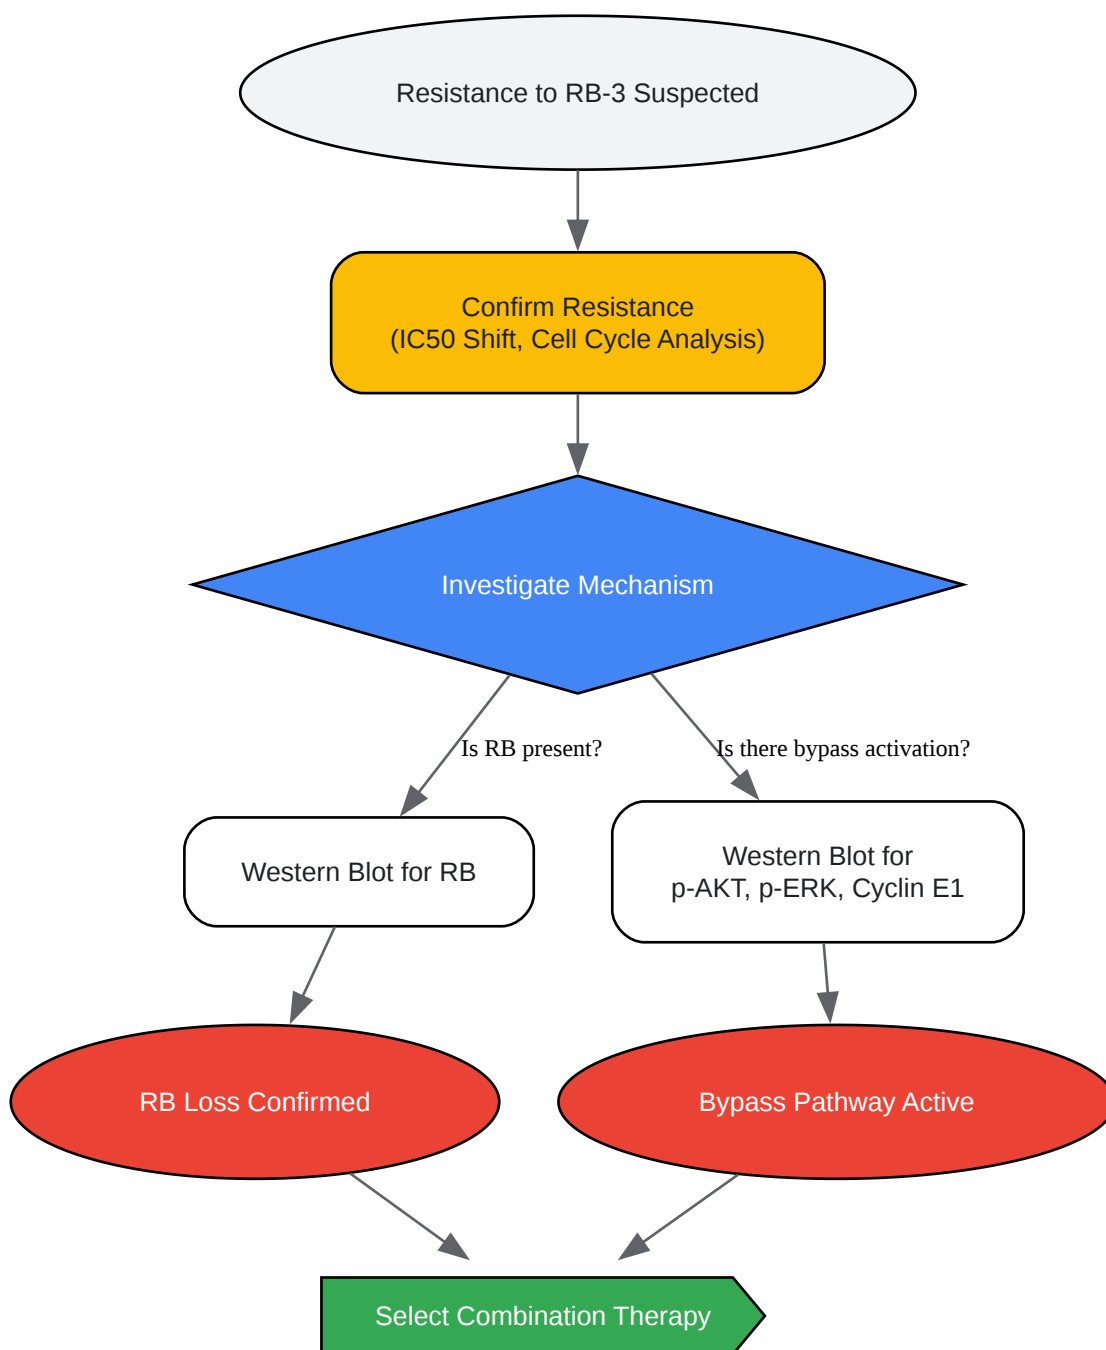 Resistance to RB-3 Suspected
Confirm Resistance
(IC50 Shift, Cell Cycle Analysis)
Investigate Mechanism
Is RB present?
Is there bypass activation?
Western Blot for RB
Western Blot for
p-AKT, p-ERK, Cyclin E1
RB Loss Confirmed
Bypass Pathway Active
Select Combination Therapy